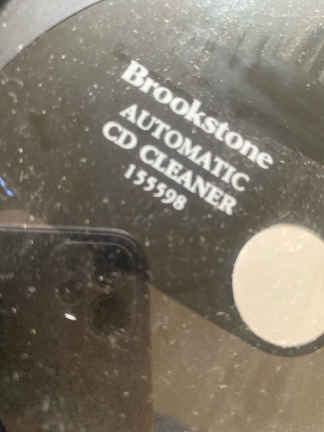 Brookstone
AUTOMATIC
CD CLEANER
155598